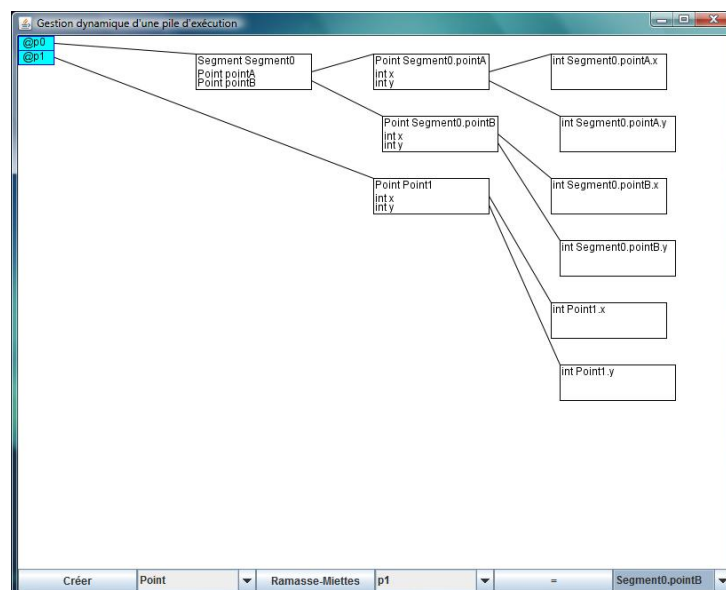 Gestion dynamique d'une pile d'exécution
@p0
@p1
Segment Segment0
Point pointA
Point pointB
Point Segment0.pointA
int x
int y
int Segment0.pointA.x
int Segment0.pointA.y
Point Segment0.pointB
int x
int y
int Segment0.pointB.x
int Segment0.pointB.y
Point Point1
int x
int y
int Point1.x
int Point1.y
Créer
Point
Ramasse-Miettes
p1
=
Segment0.pointB